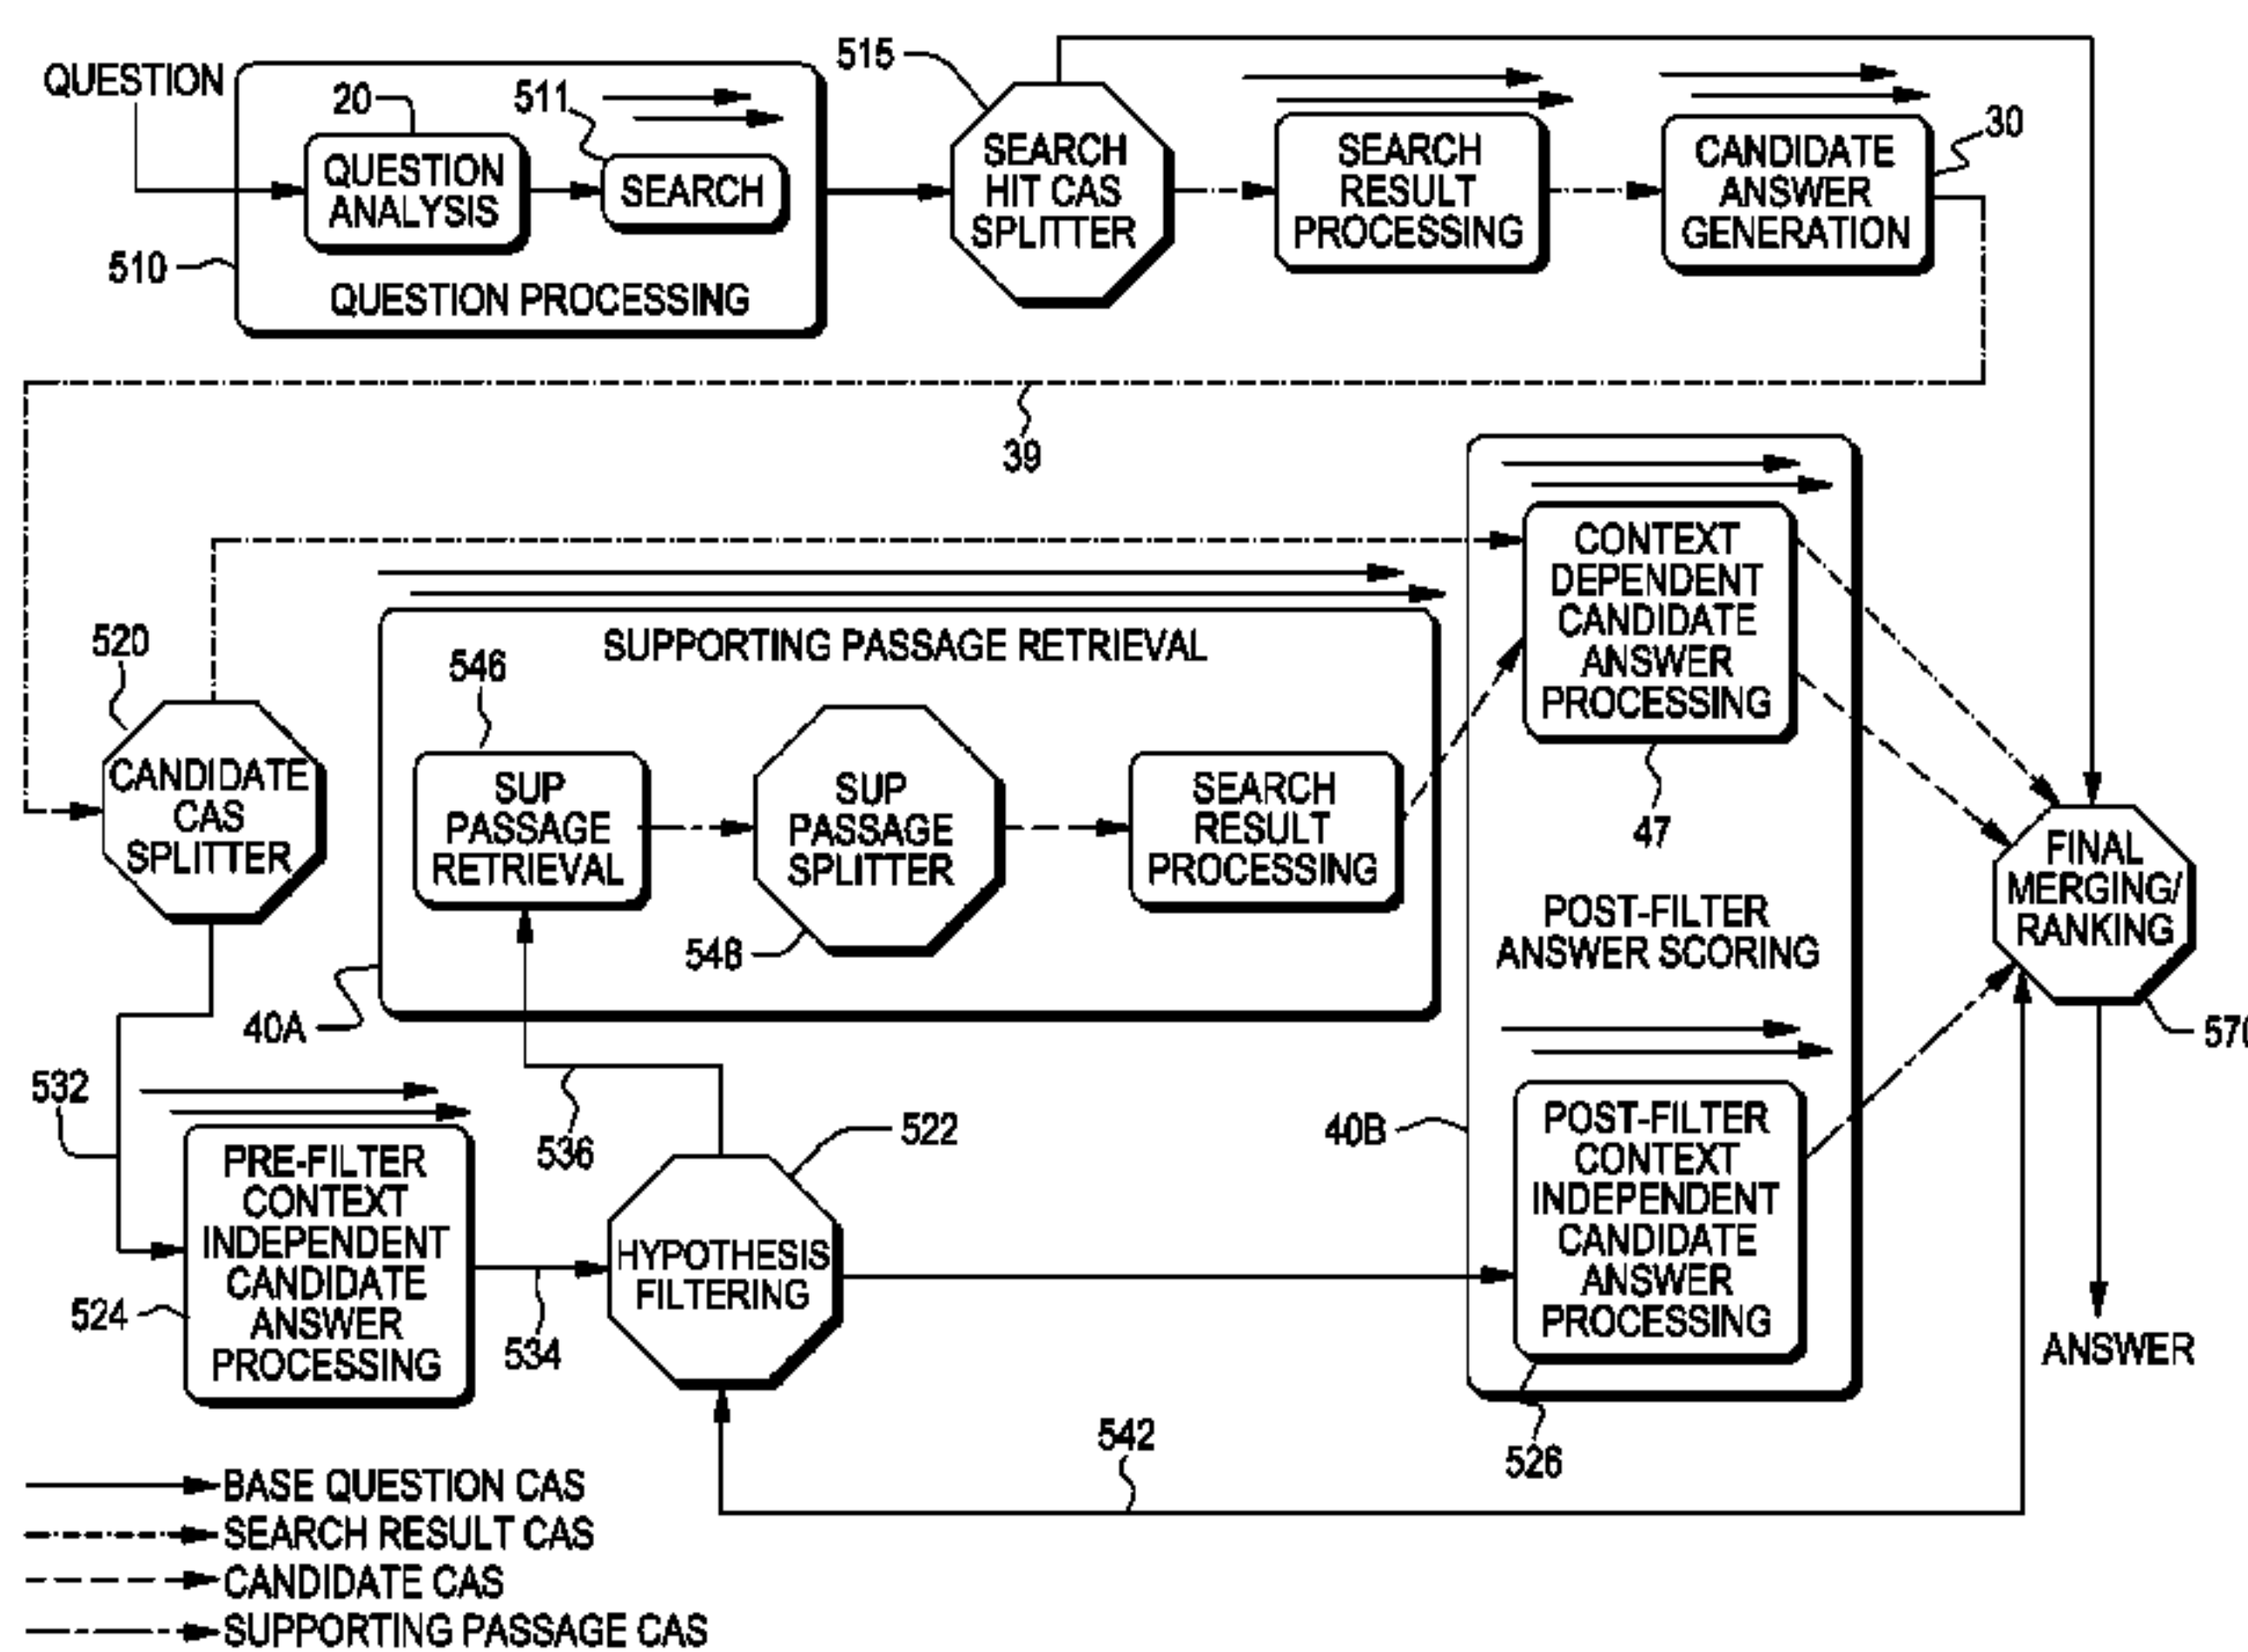 QUESTION
20
QUESTION
ANALYSIS
511
SEARCH
510
QUESTION PROCESSING
515
SEARCH
HIT CAS
SPLITTER
SEARCH
RESULT
PROCESSING
CANDIDATE
ANSWER
GENERATION
30
39
520
CANDIDATE
CAS
SPLITTER
SUPPORTING PASSAGE RETRIEVAL
546
SUP
PASSAGE
RETRIEVAL
SUP
PASSAGE
SPLITTER
548
SEARCH
RESULT
PROCESSING
40A
CONTEXT
DEPENDENT
CANDIDATE
ANSWER
PROCESSING
47
POST-FILTER
ANSWER SCORING
FINAL
MERGING/
RANKING
570
532
PRE-FILTER
CONTEXT
INDEPENDENT
CANDIDATE
ANSWER
PROCESSING
524
534
536
522
HYPOTHESIS
FILTERING
40B
POST-FILTER
CONTEXT
INDEPENDENT
CANDIDATE
ANSWER
PROCESSING
526
542
ANSWER
BASE QUESTION CAS
SEARCH RESULT CAS
CANDIDATE CAS
SUPPORTING PASSAGE CAS